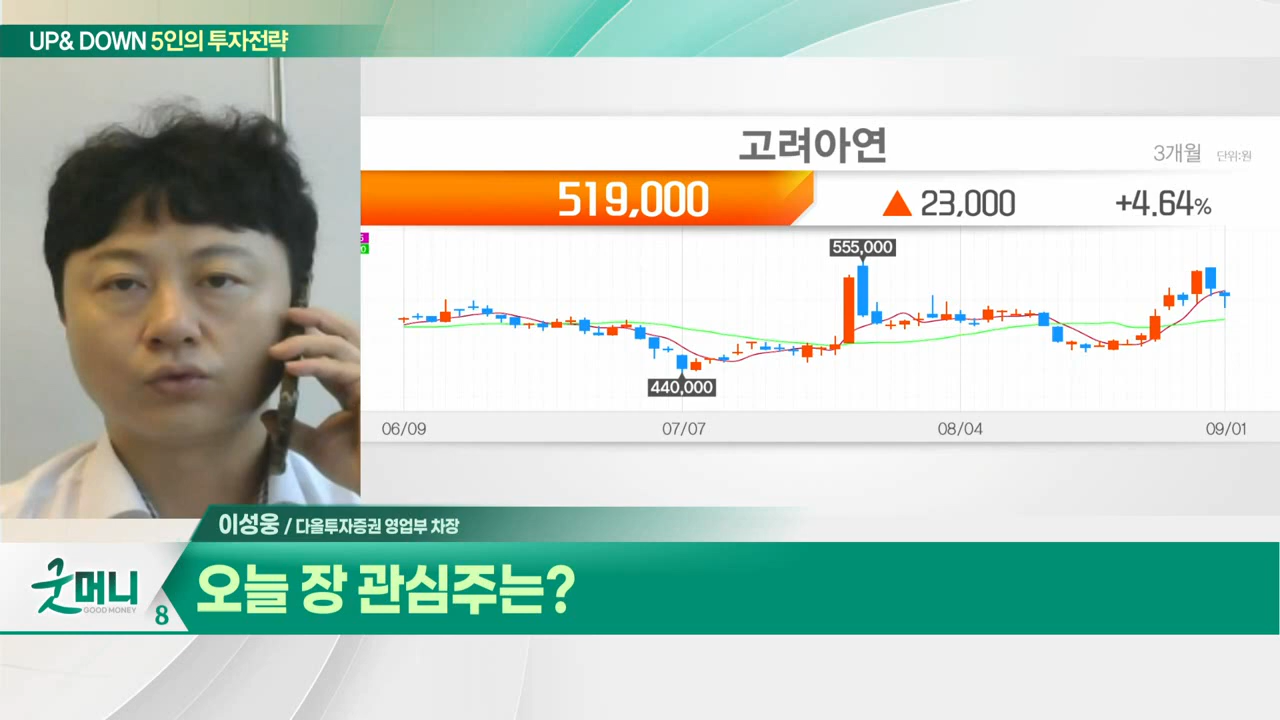 UP& DOWN 5인의 투자전략
고려아연
3개월 단위:원
519,000 ▲ 23,000 +4.64%
555,000
440,000
06/09 07/07 08/04 09/01
이성웅 / 다올투자증권 영업부 차장
굿머니
GOOD MONEY
8
오늘 장 관심주는?